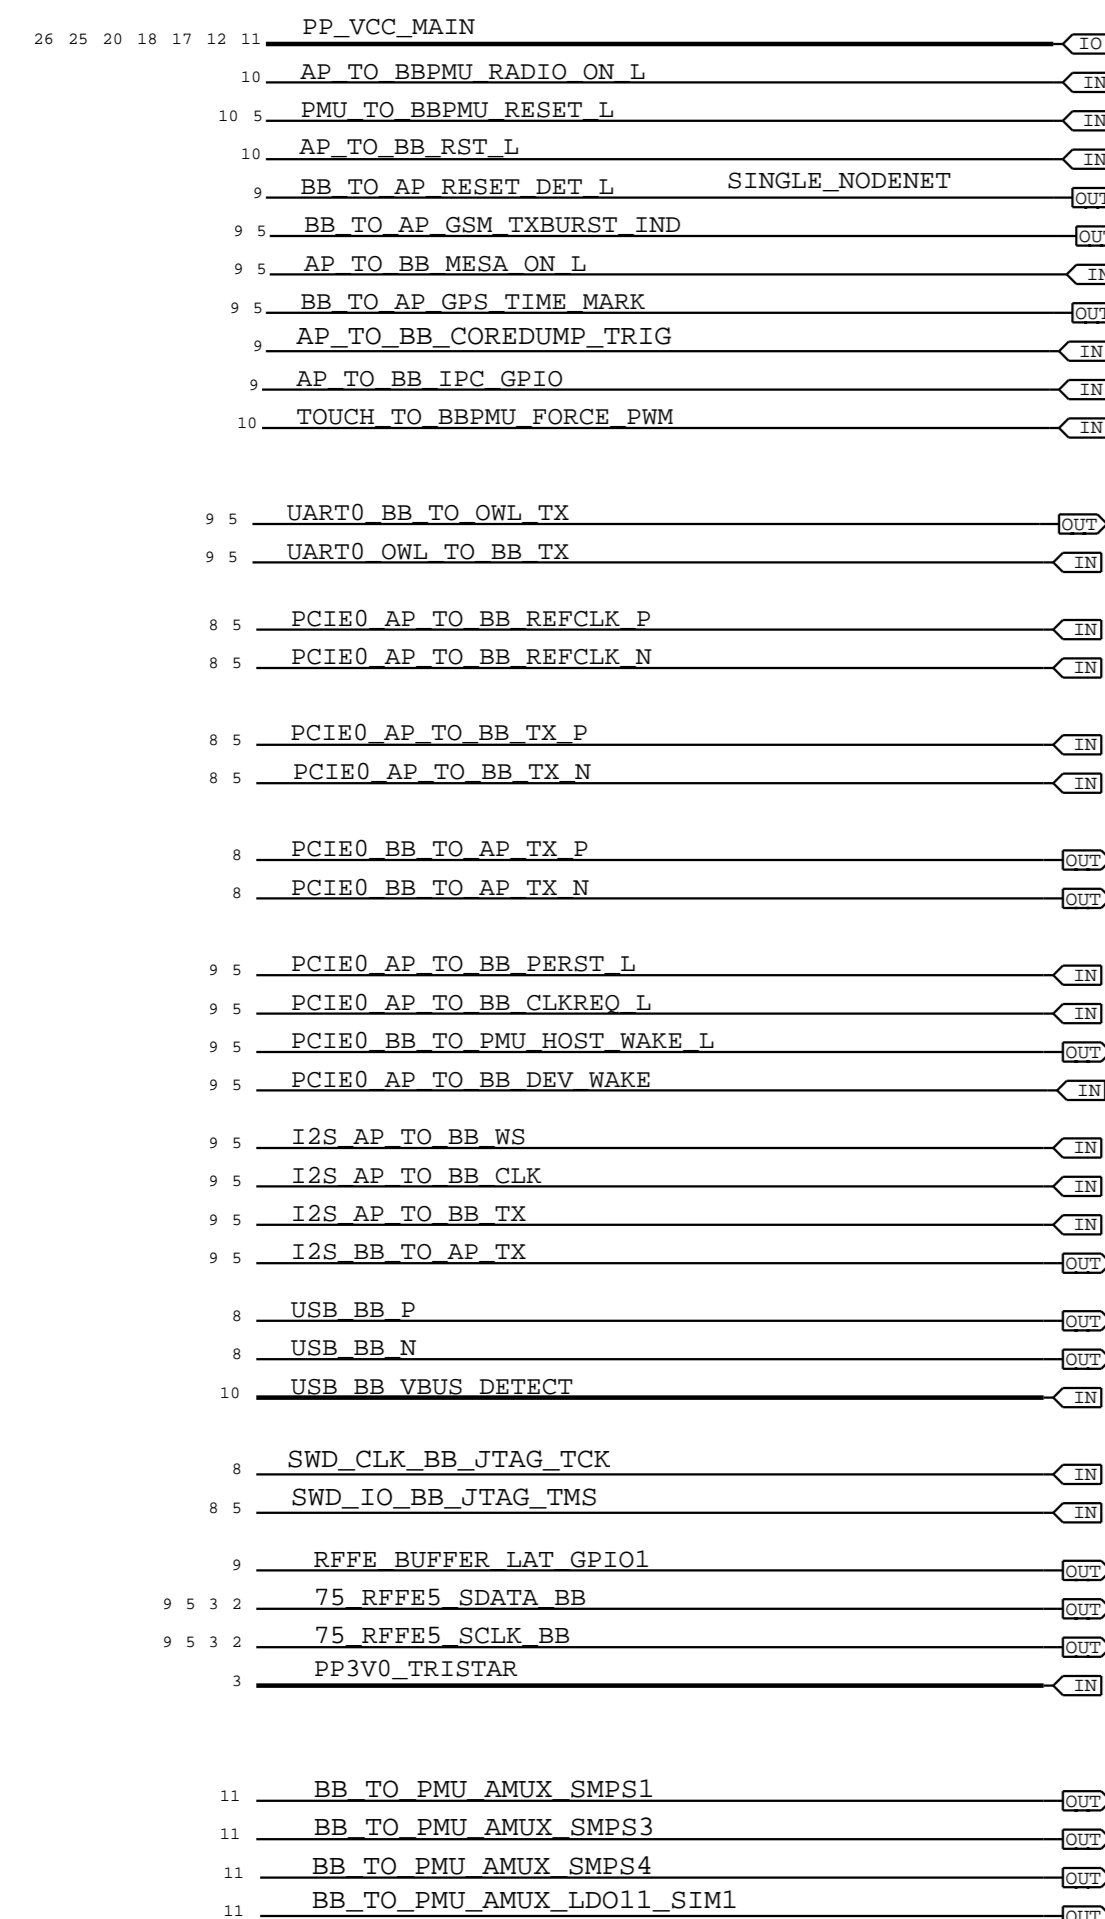 PP_VCC_MAIN
26 25 20 18 17 12 11 IO
10 AP_TO_BBPMU_RADIO_ON_L IN
10 5 PMU_TO_BBPMU_RESET_L IN
10 AP_TO_BB_RST_L IN
9 BB_TO_AP_RESET_DET_L SINGLE_NODENET OUT
9 5 BB_TO_AP_GSM_TXBURST_IND OUT
9 5 AP_TO_BB_MESA_ON_L IN
9 5 BB_TO_AP_GPS_TIME_MARK OUT
9 AP_TO_BB_COREDUMP_TRIG IN
9 AP_TO_BB_IPC_GPIO IN
10 TOUCH_TO_BBPMU_FORCE_PWM IN
9 5 UART0_BB_TO_OWL_TX OUT
9 5 UART0_OWL_TO_BB_TX IN
8 5 PCIE0_AP_TO_BB_REFCLK_P IN
8 5 PCIE0_AP_TO_BB_REFCLK_N IN
8 5 PCIE0_AP_TO_BB_TX_P IN
8 5 PCIE0_AP_TO_BB_TX_N IN
8 PCIE0_BB_TO_AP_TX_P OUT
8 PCIE0_BB_TO_AP_TX_N OUT
9 5 PCIE0_AP_TO_BB_PERST_L IN
9 5 PCIE0_AP_TO_BB_CLKREQ_L IN
9 5 PCIE0_BB_TO_PMU_HOST_WAKE_L OUT
9 5 PCIE0_AP_TO_BB_DEV_WAKE IN
9 5 I2S_AP_TO_BB_WS IN
9 5 I2S_AP_TO_BB_CLK IN
9 5 I2S_AP_TO_BB_TX IN
9 5 I2S_BB_TO_AP_TX OUT
8 USB_BB_P OUT
8 USB_BB_N OUT
10 USB_BB_VBUS_DETECT IN
8 SWD_CLK_BB_JTAG_TCK IN
8 5 SWD_IO_BB_JTAG_TMS IN
9 RFFE_BUFFER_LAT_GPIO1 OUT
9 5 3 2 75_RFFE5_SDATA_BB OUT
9 5 3 2 75_RFFE5_SCLK_BB OUT
3 PP3V0_TRISTAR IN
11 BB_TO_PMU_AMUX_SMPS1 OUT
11 BB_TO_PMU_AMUX_SMPS3 OUT
11 BB_TO_PMU_AMUX_SMPS4 OUT
11 BB_TO_PMU_AMUX_LDO11_SIM1 OUT